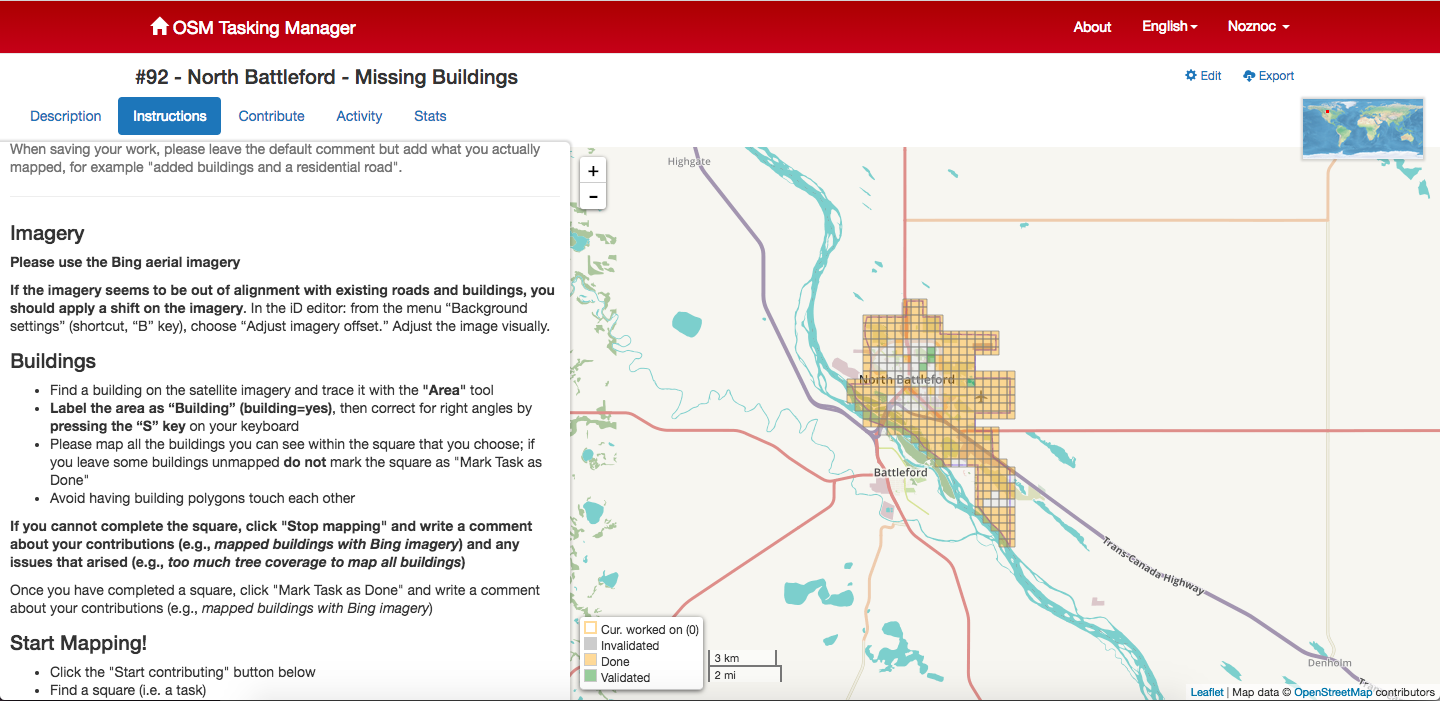 OSM Tasking Manager
About
English
Noznoc
#92 - North Battleford - Missing Buildings
Edit
Export
Description
Instructions
Contribute
Activity
Stats
When saving your work, please leave the default comment but add what you actually
mapped, for example "added buildings and a residential road".
Imagery
Please use the Bing aerial imagery
If the imagery seems to be out of alignment with existing roads and buildings, you
should apply a shift on the imagery. In the iD editor: from the menu “Background
settings” (shortcut, “B” key), choose “Adjust imagery offset.” Adjust the image visually.
Buildings
• Find a building on the satellite imagery and trace it with the "Area" tool
• Label the area as “Building” (building=yes), then correct for right angles by
pressing the “S” key on your keyboard
• Please map all the buildings you can see within the square that you choose; if
you leave some buildings unmapped do not mark the square as "Mark Task as
Done"
• Avoid having building polygons touch each other
If you cannot complete the square, click "Stop mapping" and write a comment
about your contributions (e.g., mapped buildings with Bing imagery) and any
issues that arised (e.g., too much tree coverage to map all buildings)
Once you have completed a square, click "Mark Task as Done" and write a comment
about your contributions (e.g., mapped buildings with Bing imagery)
Start Mapping!
• Click the "Start contributing" button below
• Find a square (i.e. a task)
+
-
Highgate
North Battleford
Battleford
Trans-Canada Highway
Denholm
Cur. worked on (0)
Invalidated
Done
Validated
3 km
2 mi
Leaflet | Map data © OpenStreetMap contributors